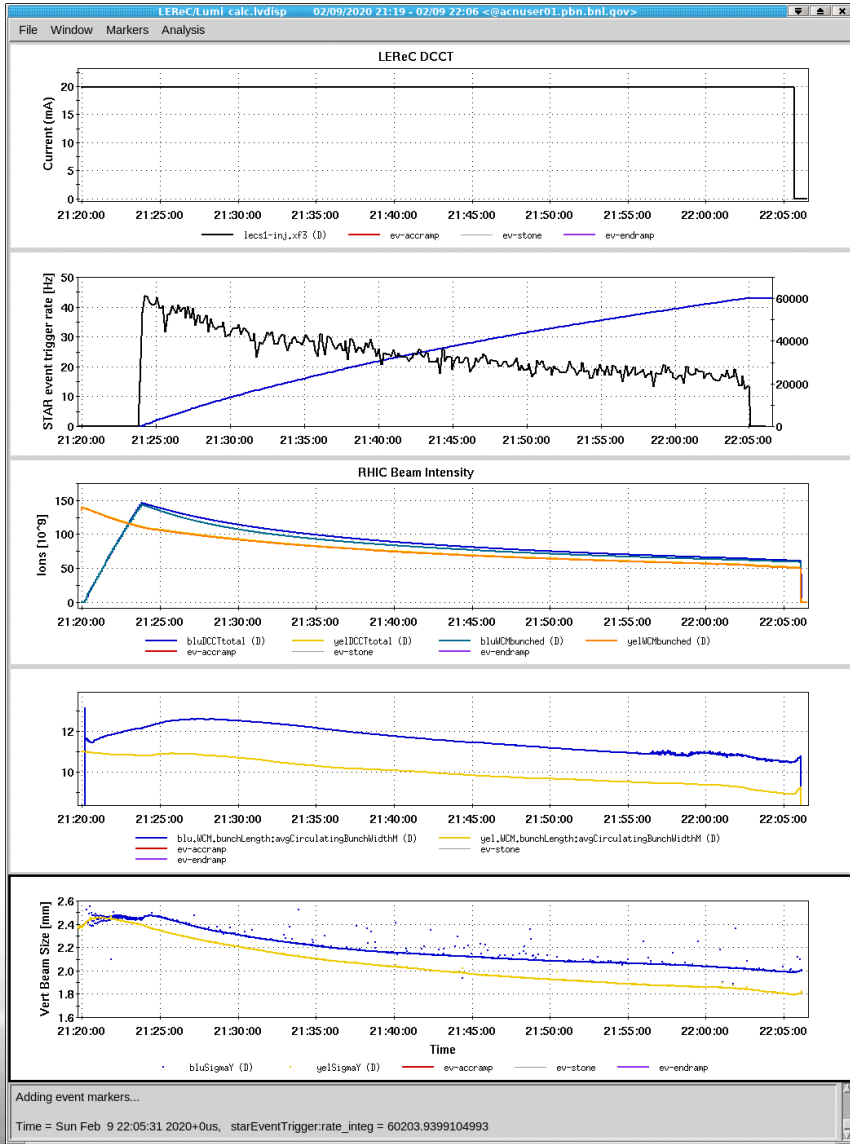 LEReC/Lumi calc.lvdisp 02/09/2020 21:19 - 02/09 22:06 <@acnuser01.pbn.bnl.gov>
File Window Markers Analysis
LEReC DCCT
Current (mA)
20
15
10
5
0
21:20:00 21:25:00 21:30:00 21:35:00 21:40:00 21:45:00 21:50:00 21:55:00 22:00:00 22:05:00
lecs1-inj.xf3 (D) ev-accramp ev-stone ev-endramp
STAR event trigger rate [Hz]
50
40 60000
30 40000
20
10 20000
0 0
21:20:00 21:25:00 21:30:00 21:35:00 21:40:00 21:45:00 21:50:00 21:55:00 22:00:00 22:05:00
RHIC Beam Intensity
Ions [10^9]
150
100
50
0
21:20:00 21:25:00 21:30:00 21:35:00 21:40:00 21:45:00 21:50:00 21:55:00 22:00:00 22:05:00
bluDCCTtotal (D) yelDCCTtotal (D) bluWCMbunched (D) yelWCMbunched (D)
ev-accramp ev-stone ev-endramp
12
10
21:20:00 21:25:00 21:30:00 21:35:00 21:40:00 21:45:00 21:50:00 21:55:00 22:00:00 22:05:00
blu.WCM.bunchLength:avgCirculatingBunchWidthM (D) yel.WCM.bunchLength:avgCirculatingBunchWidthM (D)
ev-accramp ev-stone
ev-endramp
Vert Beam Size [mm]
2.6
2.4
2.2
2.0
1.8
1.6
21:20:00 21:25:00 21:30:00 21:35:00 21:40:00 21:45:00 21:50:00 21:55:00 22:00:00 22:05:00
Time
bluSigmaY (D) yelSigmaY (D) ev-accramp ev-stone ev-endramp
Adding event markers...
Time = Sun Feb 9 22:05:31 2020+0us, starEventTrigger:rate_integ = 60203.9399104993